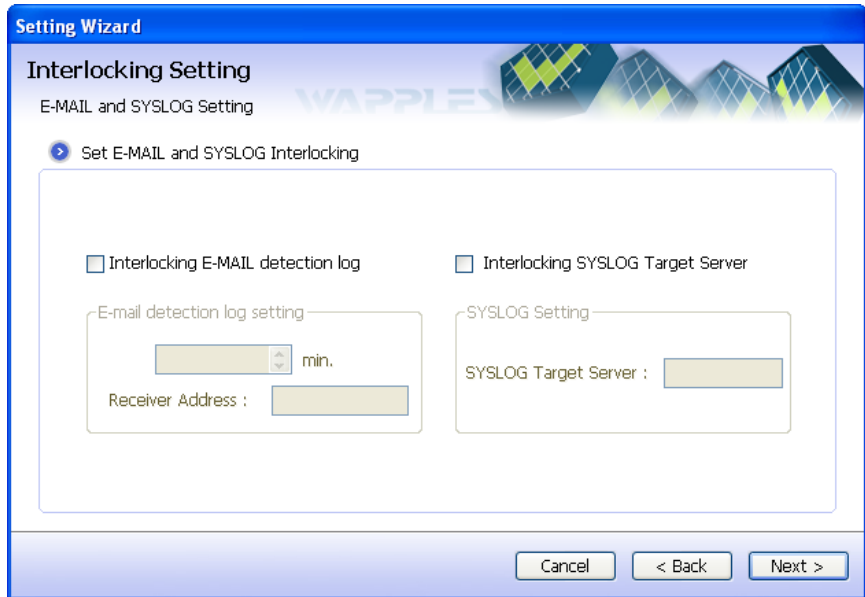 Setting Wizard
Interlocking Setting
WAPPLES
E-MAIL and SYSLOG Setting
Set E-MAIL and SYSLOG Interlocking
Interlocking E-MAIL detection log
Interlocking SYSLOG Target Server
E-mail detection log setting
min.
Receiver Address :
SYSLOG Setting
SYSLOG Target Server :
Cancel
< Back
Next >